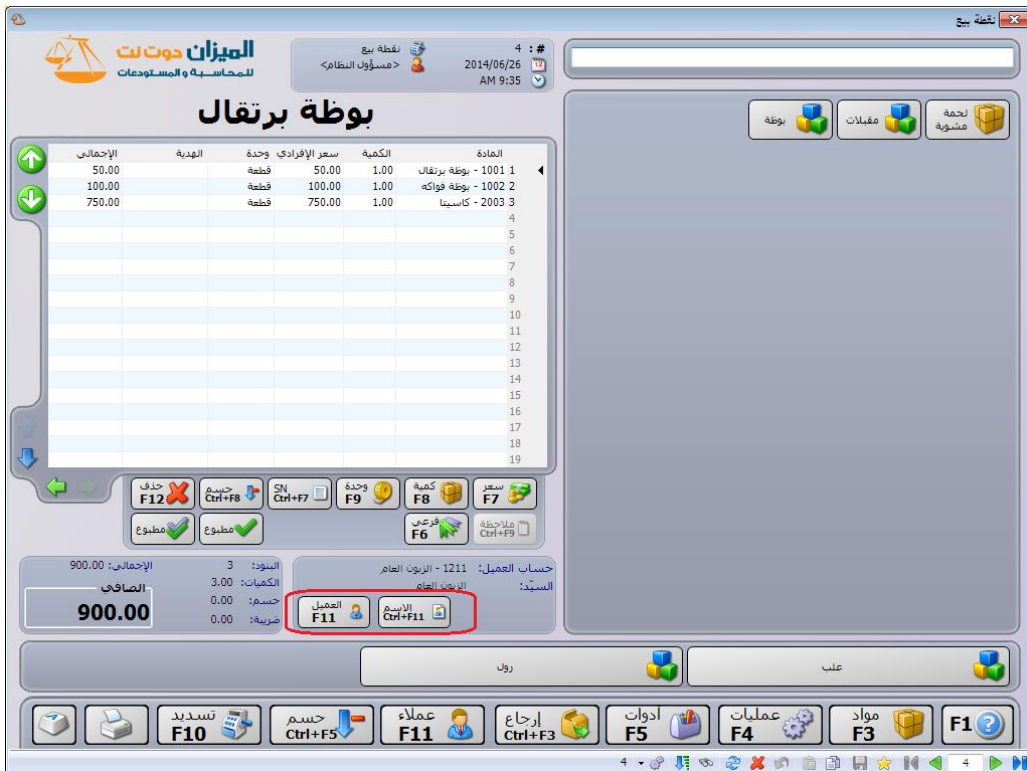 نقطة بيع
# : 4
نقطة بيع
2014/06/26
<مسؤول النظام>
AM 9:35
الميزان دوت نت
للمحاسبة والمستودعات
بوظة برتقال
لحمة مشوية
مقبلات
بوظة
المادة الكمية سعر الإفرادي وحدة الهدية الإجمالي
1 1001 - بوظة برتقال 1.00 50.00 قطعة 50.00
2 1002 - بوظة فواكه 1.00 100.00 قطعة 100.00
3 2003 - كاسيتا 1.00 750.00 قطعة 750.00
4
5
6
7
8
9
10
11
12
13
14
15
16
17
18
19
سعر F7
كمية F8
وحدة F9
SN Ctrl+F7
حسم Ctrl+F8
حذف F12
ملاحظة Ctrl+F9
فرعي F6
مطبوع
مطبوع
حساب العميل: 1211 - الزبون العام
السيّد: الزبون العام
الاسم Ctrl+F11
العميل F11
البنود: 3
الكميات: 3.00
حسم: 0.00
ضريبة: 0.00
الإجمالي: 900.00
الصافي
900.00
علب
رول
F1
مواد F3
عمليات F4
أدوات F5
إرجاع Ctrl+F3
عملاء F11
حسم Ctrl+F5
تسديد F10
4
4